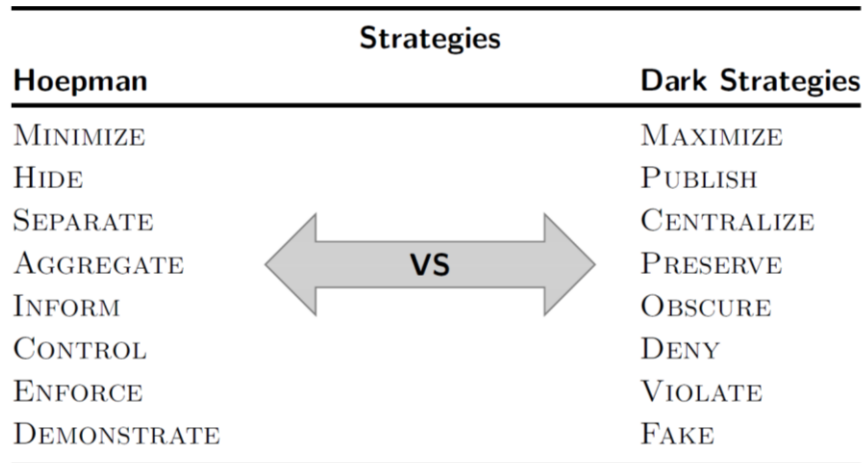 Strategies
Hoepman Dark Strategies
MINIMIZE MAXIMIZE
HIDE PUBLISH
SEPARATE CENTRALIZE
AGGREGATE VS PRESERVE
INFORM OBSCURE
CONTROL DENY
ENFORCE VIOLATE
DEMONSTRATE FAKE